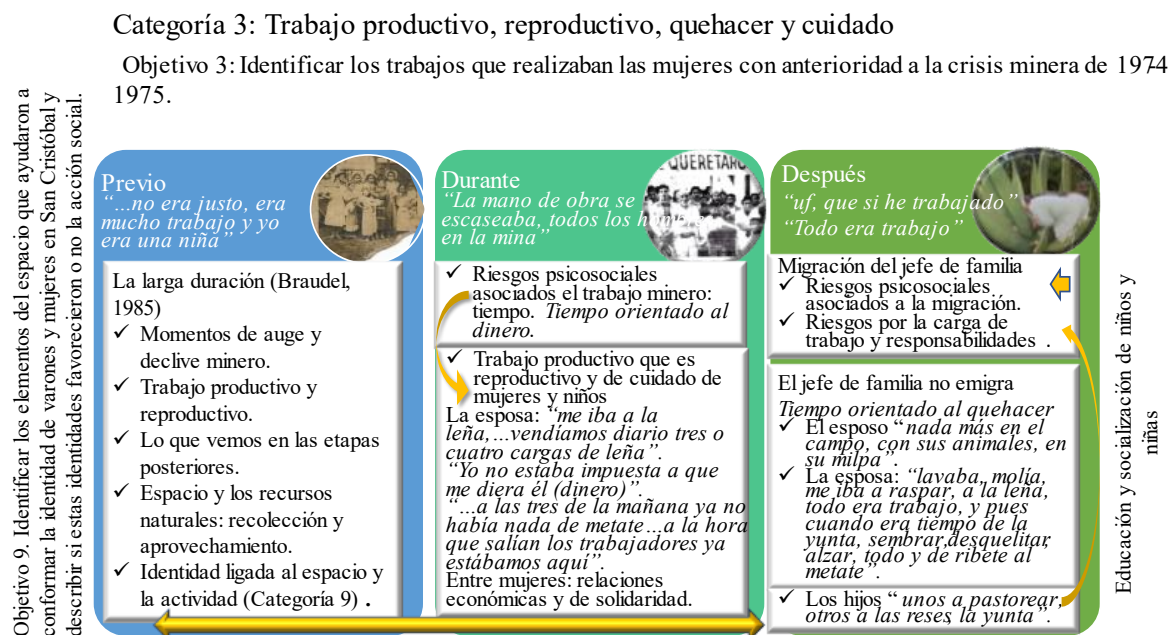 Categoría 3: Trabajo productivo, reproductivo, quehacer y cuidado
Objetivo 3: Identificar los trabajos que realizaban las mujeres con anterioridad a la crisis minera de 1974
1975.
Objetivo 9. Identificar los elementos del espacio que ayudaron a
conformar la identidad de varones y mujeres en San Cristóbal y
describir si estas identidades favorecieron o no la acción social.
Previo
“...no era justo, era
mucho trabajo y yo
era una niña”
La larga duración (Braudel,
1985)
✓ Momentos de auge y
declive minero.
✓ Trabajo productivo y
reproductivo.
✓ Lo que vemos en las etapas
posteriores.
✓ Espacio y los recursos
naturales: recolección y
aprovechamiento.
✓ Identidad ligada al espacio y
la actividad (Categoría 9) .
Durante
“La mano de obra se
escaseaba, todos los hombres
en la mina”
QUERETARO
✓ Riesgos psicosociales
asociados el trabajo minero:
tiempo. Tiempo orientado al
dinero.
✓ Trabajo productivo que es
reproductivo y de cuidado de
mujeres y niños
La esposa: “me iba a la
leña,…vendíamos diario tres o
cuatro cargas de leña”.
“Yo no estaba impuesta a que
me diera él (dinero)”.
“…a las tres de la mañana ya no
había nada de metate…a la hora
que salían los trabajadores ya
estábamos aquí”.
Entre mujeres: relaciones
económicas y de solidaridad.
Después
“uf, que si he trabajado”
“Todo era trabajo”
Migración del jefe de familia
✓ Riesgos psicosociales
asociados a la migración.
✓ Riesgos por la carga de
trabajo y responsabilidades .
El jefe de familia no emigra
Tiempo orientado al quehacer
✓ El esposo “nada más en el
campo, con sus animales, en
su milpa”.
✓ La esposa: “lavaba, molía,
me iba a raspar, a la leña,
todo era trabajo, y pues
cuando era tiempo de la
yunta, sembrar,desquelitar,
alzar, todo y de ribete al
metate”.
✓ Los hijos “unos a pastorear,
otros a las reses, la yunta”.
Educación y socialización de niños y
niñas